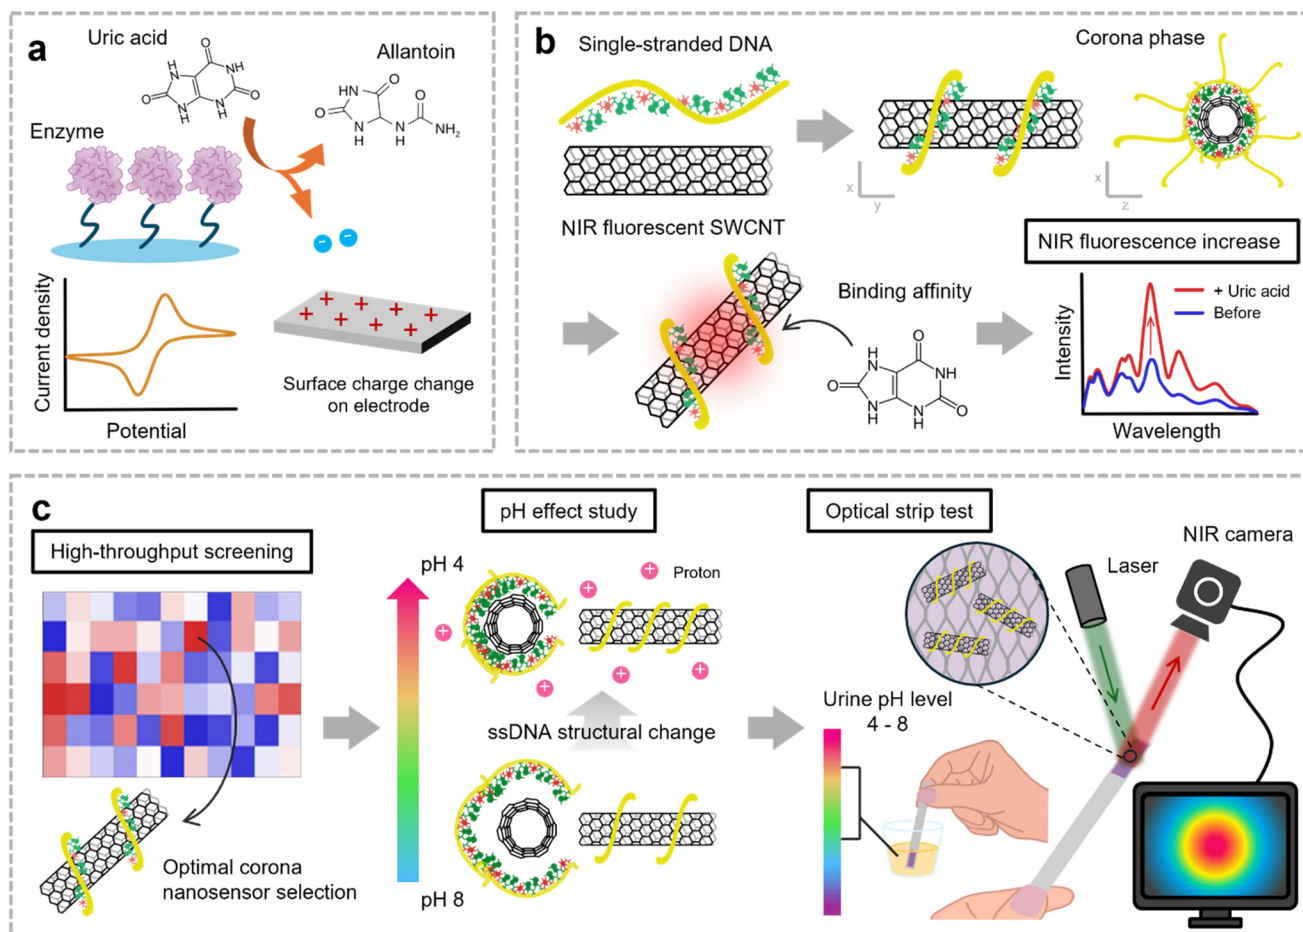 a
Uric acid
Allantoin
Enzyme
O
H
N
NH
O
O
N
H
N
H
O
HN
O
N
H
N
H
O
NH₂
Current density
Potential
Surface charge change
on electrode
b
Single-stranded DNA
Corona phase
x
y
x
z
NIR fluorescent SWCNT
NIR fluorescence increase
Binding affinity
O
H
N
NH
O
O
N
H
N
H
+ Uric acid
Before
Intensity
Wavelength
c
High-throughput screening
pH effect study
Optical strip test
NIR camera
pH 4
Proton
Laser
Urine pH level
4 - 8
ssDNA structural change
Optimal corona
nanosensor selection
pH 8